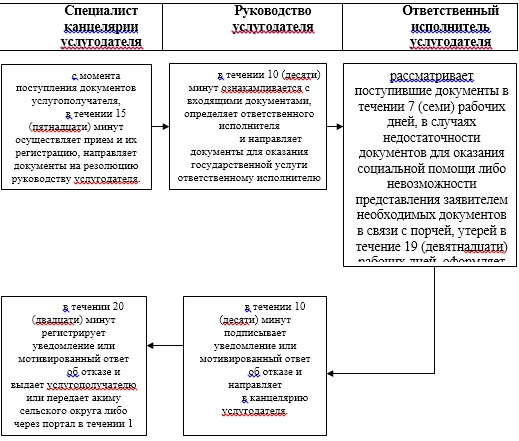 Специалист
канцелярии
услугодателя
Руководство
услугодателя
Ответственный
исполнитель
услугодателя
с момента
поступления документов
услугополучателя,
в течении 15
(пятнадцати) минут
осуществляет прием и их
регистрацию, направляет
документы на резолюцию
руководству услугодателя.
в течении 10 (десяти)
минут ознакамливается с
входящими документами,
определяет ответственного
исполнителя
и направляет
документы для оказания
государственной услуги
ответственному исполнителю
рассматривает
поступившие документы в
течении 7 (семи) рабочих
дней, в случаях
недостаточности
документов для оказания
социальной помощи либо
невозможности
представления заявителем
необходимых документов
в связи с порчей, утерей в
течение 19 (девятнадцати)
рабочих дней, оформляет
в течении 20
(двадцати) минут
регистрирует
уведомление или
мотивированный ответ
об отказе и
выдает услугополучателю
или передает акиму
сельского округа либо
через портал в течении 1
в течении 10
(десяти) минут
подписывает
уведомление или
мотивированный ответ
об отказе и
направляет
в канцелярию
услугодателя.